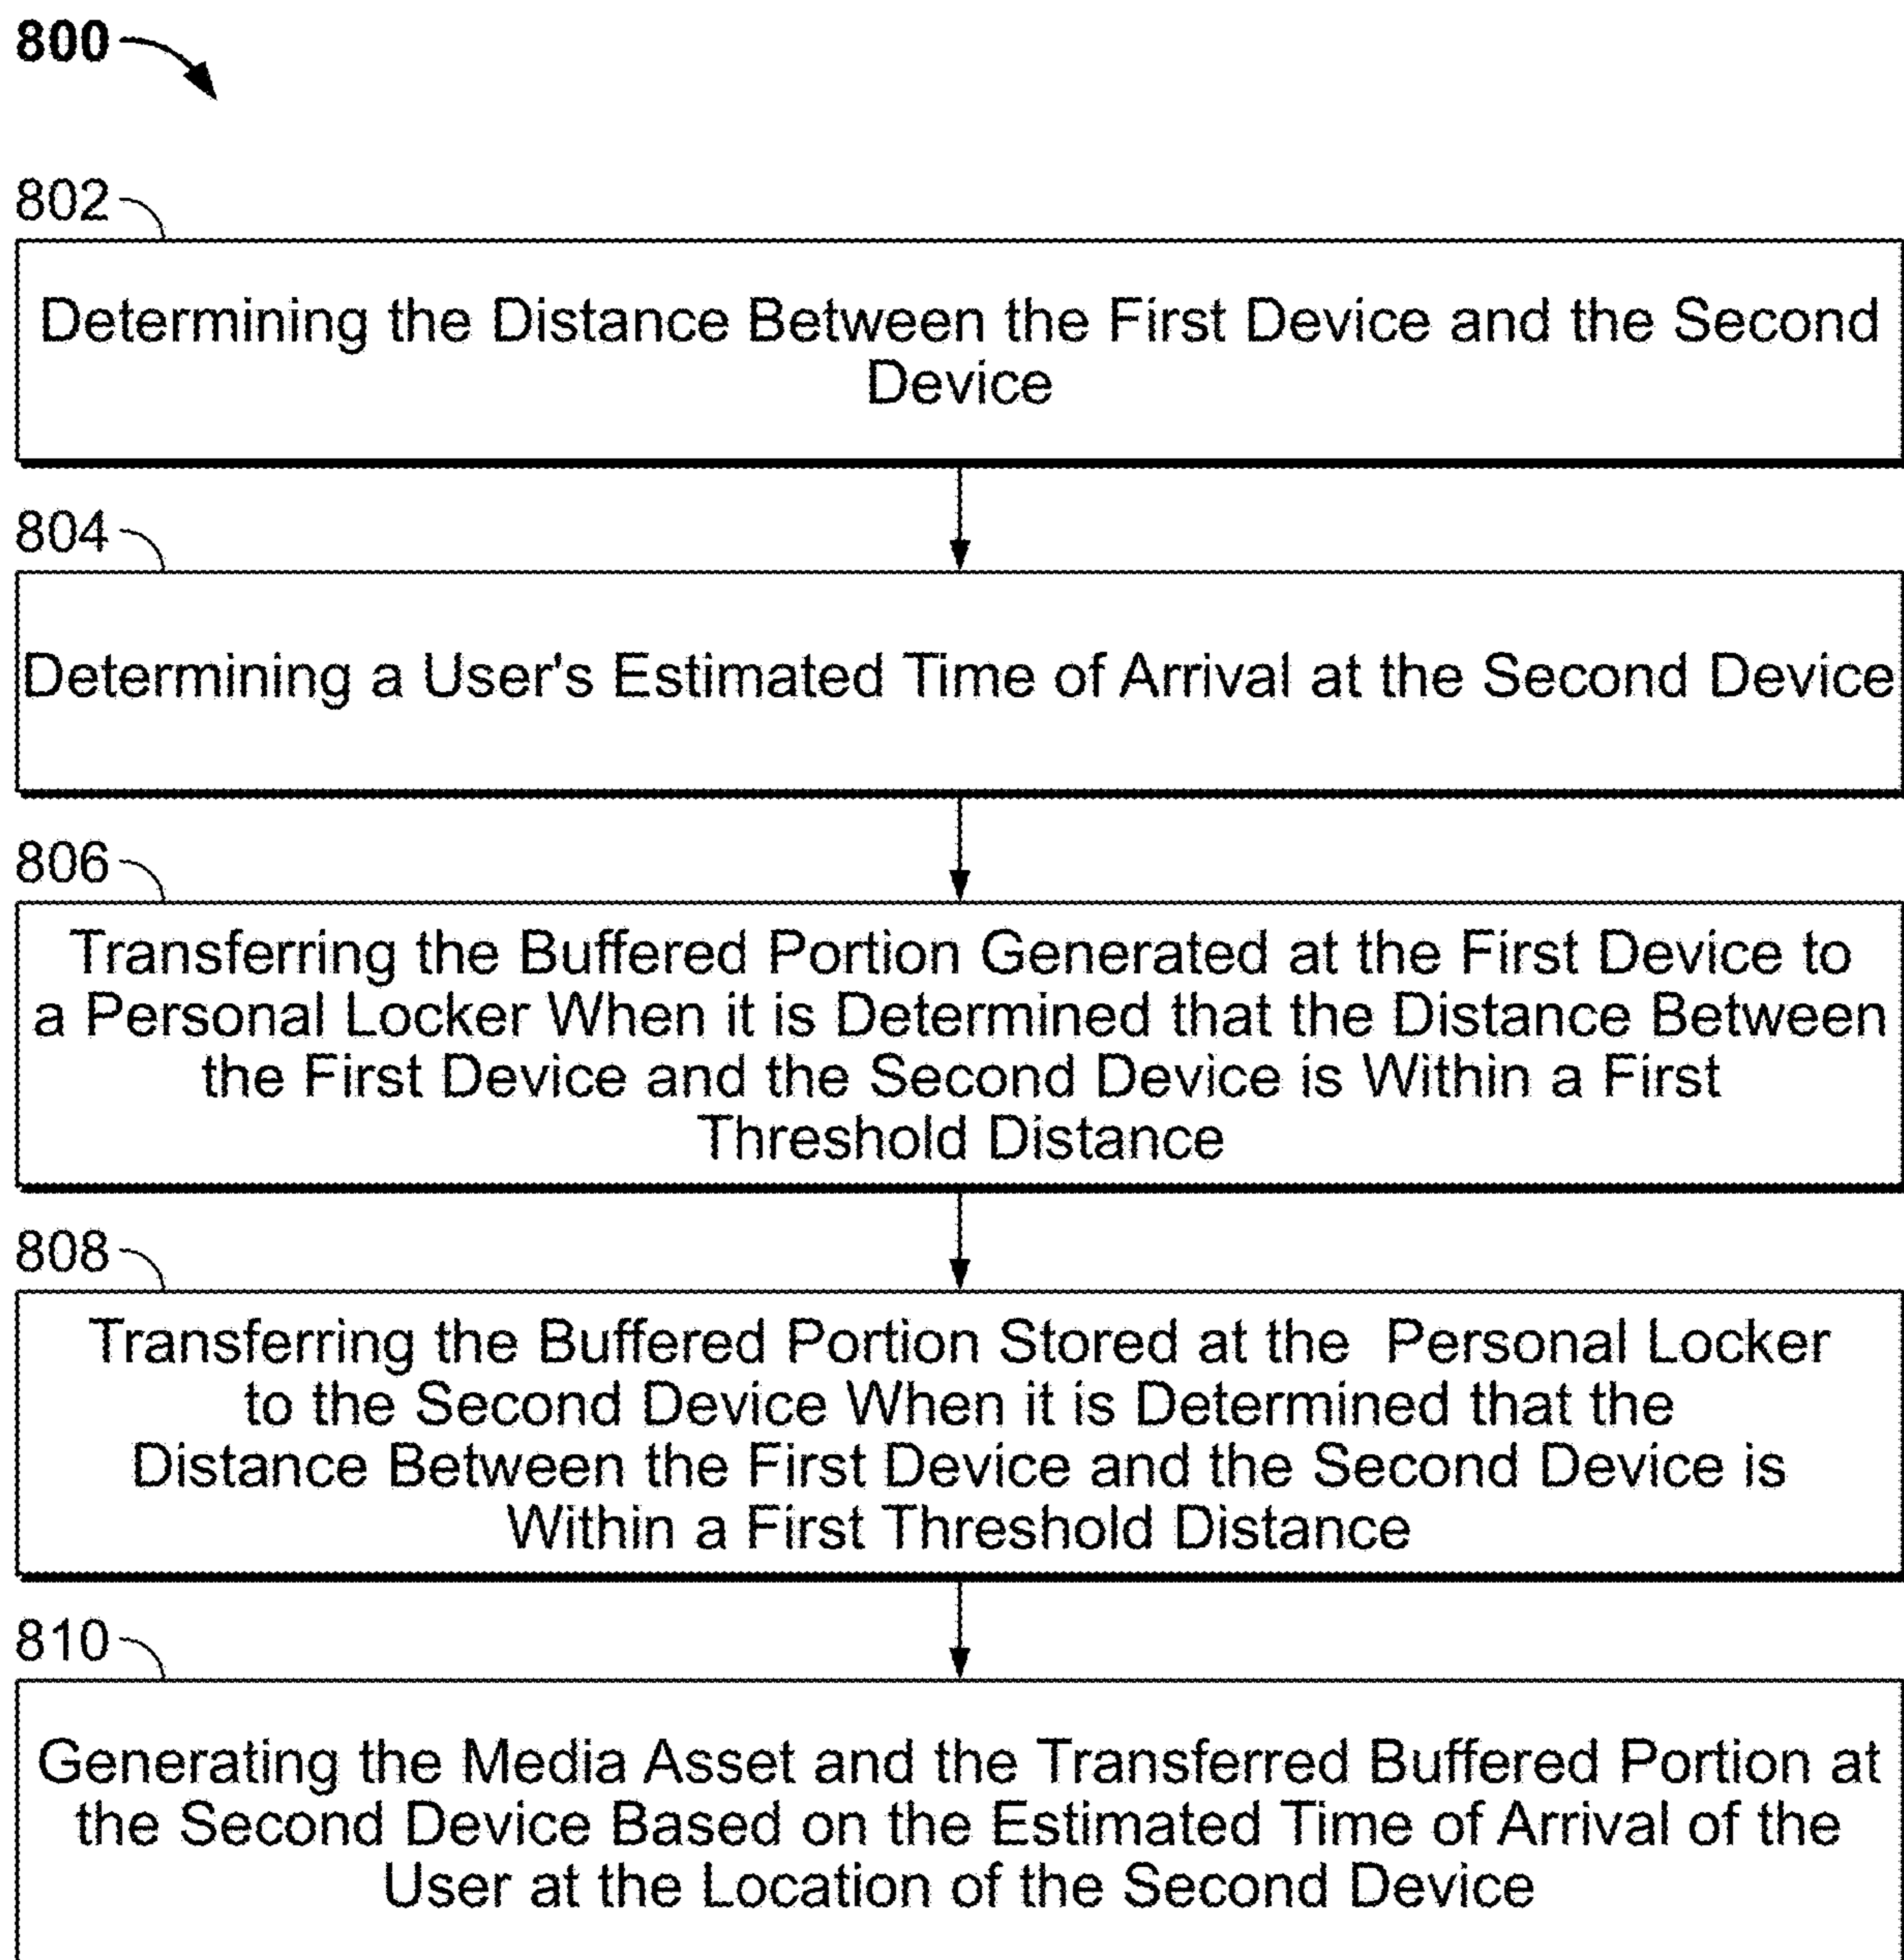 800
802
Determining the Distance Between the First Device and the Second
Device
804
Determining a User's Estimated Time of Arrival at the Second Device
806
Transferring the Buffered Portion Generated at the First Device to
a Personal Locker When it is Determined that the Distance Between
the First Device and the Second Device is Within a First
Threshold Distance
808
Transferring the Buffered Portion Stored at the Personal Locker
to the Second Device When it is Determined that the
Distance Between the First Device and the Second Device is
Within a First Threshold Distance
810
Generating the Media Asset and the Transferred Buffered Portion at
the Second Device Based on the Estimated Time of Arrival of the
User at the Location of the Second Device